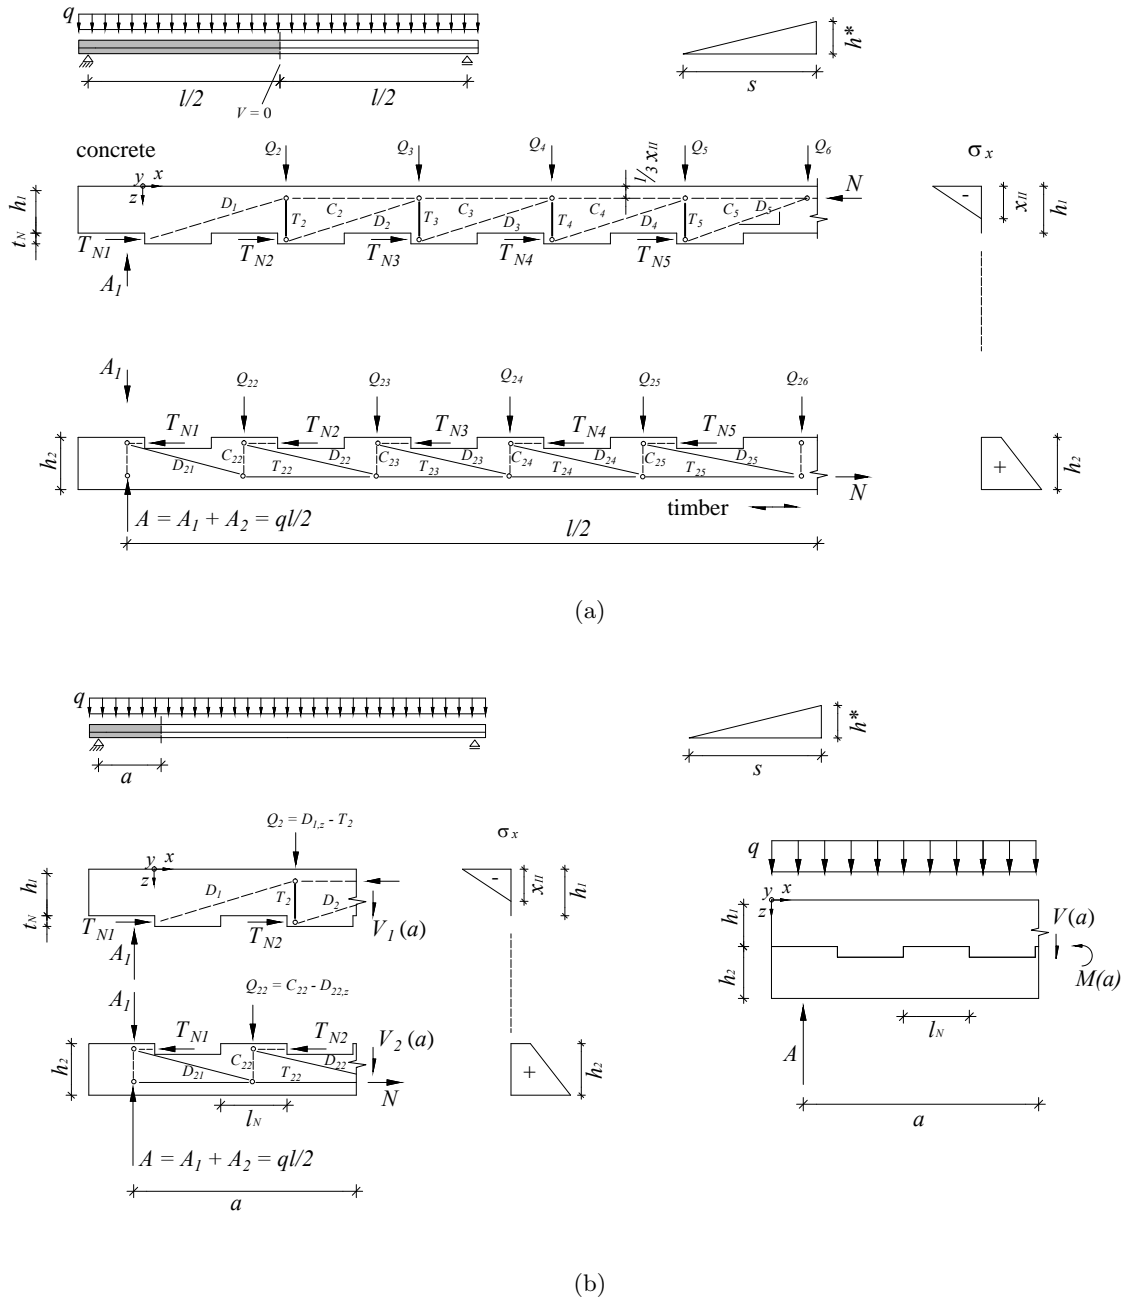 q
l/2
l/2
V = 0
s
h*
concrete
Q2 Q3 Q4 Q5 Q6
1/3 xII
σx
y x
z
h1
tN
D1 T2 C2 D2 T3 C3 D3 T4 C4 D4 T5 C5 D5
N
- xII h1
TN1 TN2 TN3 TN4 TN5
A1
A1
Q22 Q23 Q24 Q25 Q26
TN1 TN2 TN3 TN4 TN5
h2
D21 C22 T22 D22 C23 T23 D23 C24 T24 D24 C25 T25 D25
+ h2
N
timber
A = A1 + A2 = ql/2
l/2
(a)
q
a
s
h*
Q2 = D1,z - T2
σx
y x
z
h1
tN
D1 T2 D2
- xII h1
TN1 TN2
V1 (a)
A1
A1
Q22 = C22 - D22,z
TN1 TN2
V2 (a)
h2
D21 C22 T22 D22
N
lN
+ h2
A = A1 + A2 = ql/2
a
q
y x
z
h1
h2
V(a)
M(a)
lN
A
a
(b)